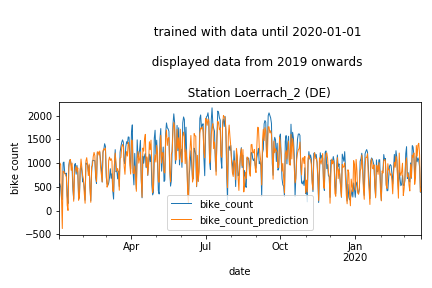 trained with data until 2020-01-01
displayed data from 2019 onwards
Station Loerrach_2 (DE)
2000
1500
1000
500
0
−500
bike count
bike_count
bike_count_prediction
Apr
Jul
Oct
Jan
2020
date